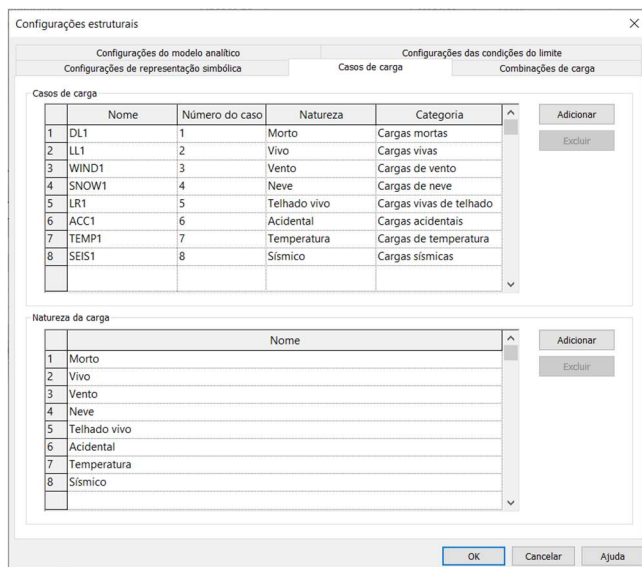 Configurações estruturais
Configurações do modelo analítico Configurações das condições do limite
Configurações de representação simbólica Casos de carga Combinações de carga
Casos de carga
Nome Número do caso Natureza Categoria
1 DL1 1 Morto Cargas mortas
2 LL1 2 Vivo Cargas vivas
3 WIND1 3 Vento Cargas de vento
4 SNOW1 4 Neve Cargas de neve
5 LR1 5 Telhado vivo Cargas vivas de telhado
6 ACC1 6 Acidental Cargas acidentais
7 TEMP1 7 Temperatura Cargas de temperatura
8 SEIS1 8 Sísmico Cargas sísmicas
Adicionar
Excluir
Natureza da carga
Nome
1 Morto
2 Vivo
3 Vento
4 Neve
5 Telhado vivo
6 Acidental
7 Temperatura
8 Sísmico
Adicionar
Excluir
OK Cancelar Ajuda